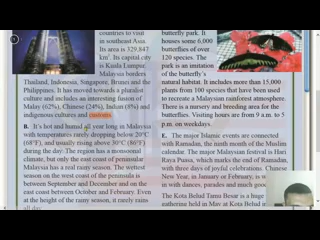 countries to visit
in southeast Asia.
Its area is 329,847
km². Its capital city
is Kuala Lumpur.
Malaysia borders
Thailand, Indonesia, Singapore, Brunei and the
Philippines. It has moved towards a pluralist
culture and includes an interesting fusion of
Malay (62%), Chinese (24%), Indian (8%) and
indigenous cultures and customs.
B. It's hot and humid all year long in Malaysia
with temperatures rarely dropping below 20°C
(68°F), and usually rising above 30°C (86°F)
during the day. The region has a monsoonal
climate, but only the east coast of peninsular
Malaysia has a real rainy season. The wettest
season on the west coast of the peninsula is
between September and December and on the
east coast between October and February. Even
at the height of the rainy season, it rarely rains
all day.
butterfly park. It
houses some 6,000
butterflies of over
120 species. The
park is an imitation
of the butterfly's
natural habitat. It includes more than 15,000
plants from 100 species that have been used
to recreate a Malaysian rainforest atmosphere.
There is a nursery and breeding area for the
butterflies. Visiting hours are from 9 a.m. to 5
p.m. on weekdays.
E. The major Islamic events are connected
with Ramadan, the ninth month of the Muslim
calendar. The major Malaysian festival is Hari
Raya Puasa, which marks the end of Ramadan,
with three days of joyful celebrations. Chinese
New Year, in January or February, is
with dances, parades and much good
The Kota Belud Tamu Besar is a huge
gathering held in May at Kota Belud